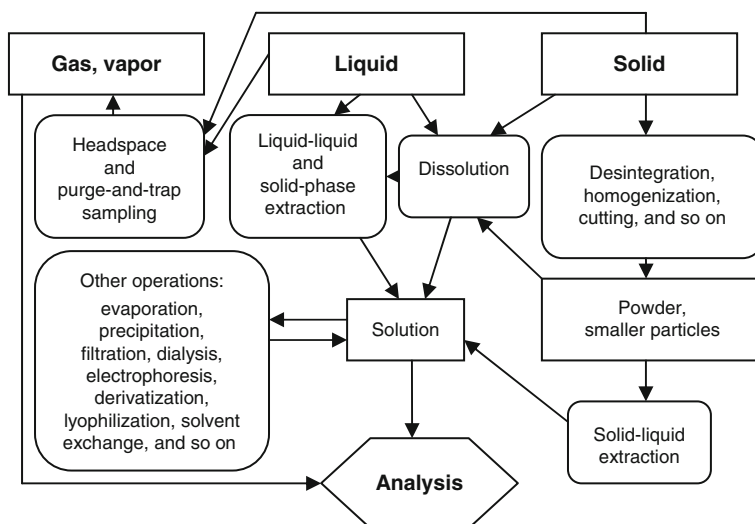 Gas, vapor
Liquid
Solid
Headspace
and
purge-and-trap
sampling
Liquid-liquid
and
solid-phase
extraction
Dissolution
Desintegration,
homogenization,
cutting, and so on
Other operations:
evaporation,
precipitation,
filtration, dialysis,
electrophoresis,
derivatization,
lyophilization, solvent
exchange, and so on
Solution
Powder,
smaller particles
Solid-liquid
extraction
Analysis